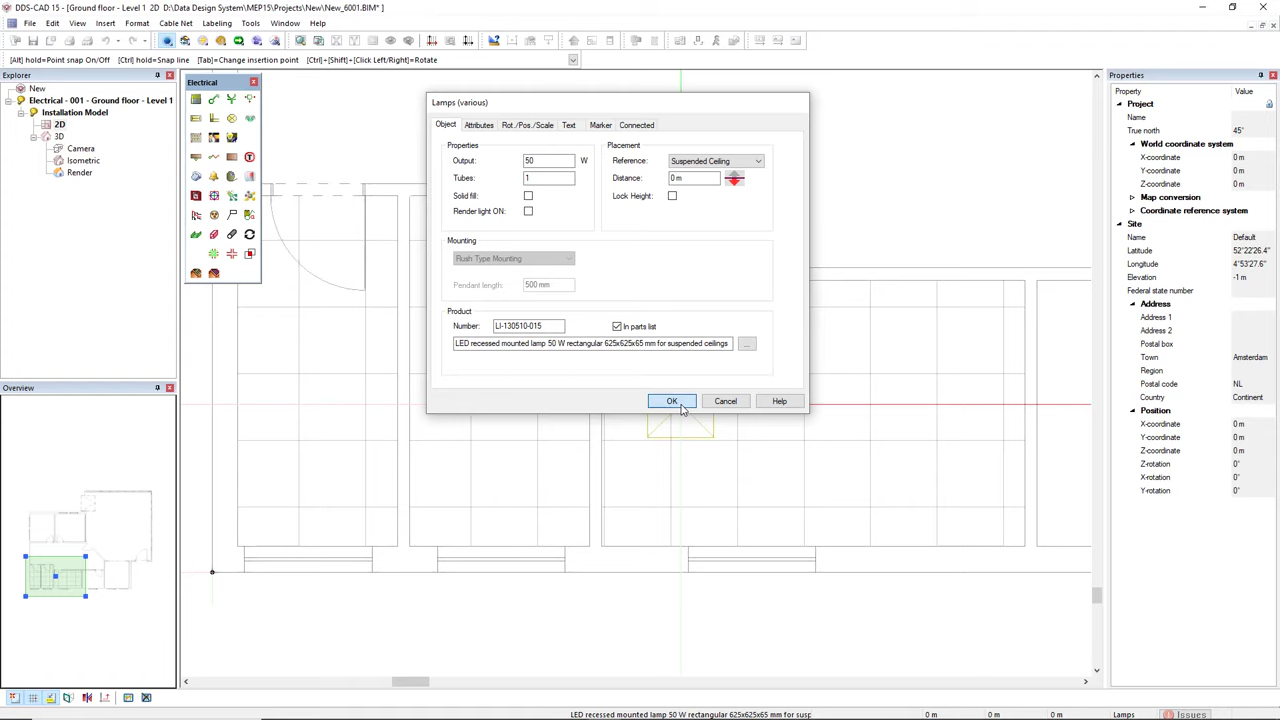 DDS-CAD 15 - [Ground floor - Level 1 2D D:\Data Design System\MEP15\Projects\New\New_6001.BIM* ]
File Edit View Insert Format Cable Net Labeling Tools Window Help
[Alt] hold=Point snap On/Off [Ctrl] hold=Snap line [Tab]=Change insertion point [Ctrl]+[Shift]+[Click Left/Right]=Rotate
Explorer
New
Electrical - 001 - Ground floor - Level 1
Installation Model
2D
3D
Camera
Isometric
Render
Overview
Electrical
Lamps (various)
Object Attributes Rot./Pos./Scale Text Marker Connected
Properties
Output: 50 W
Tubes: 1
Solid fill:
Render light ON:
Placement
Reference: Suspended Ceiling
Distance: 0 m
Lock Height:
Mounting
Flush Type Mounting
Pendant length: 500 mm
Product
Number: LI-130510-015 In parts list
LED recessed mounted lamp 50 W rectangular 625x625x65 mm for suspended ceilings ...
OK Cancel Help
Properties
Property Value
Project
Name
True north 45°
World coordinate system
X-coordinate 0 m
Y-coordinate 0 m
Z-coordinate 0 m
Map conversion
Coordinate reference system
Site
Name Default
Latitude 52°22'26.4"
Longitude 4°53'27.6"
Elevation -1 m
Federal state number
Address
Address 1
Address 2
Postal box
Town Amsterdam
Region
Postal code NL
Country Continent
Position
X-coordinate 0 m
Y-coordinate 0 m
Z-coordinate 0 m
Z-rotation 0°
X-rotation 0°
Y-rotation 0°
LED recessed mounted lamp 50 W rectangular 625x625x65 mm for susp 0 m 0 m 0 m Lamps Issues